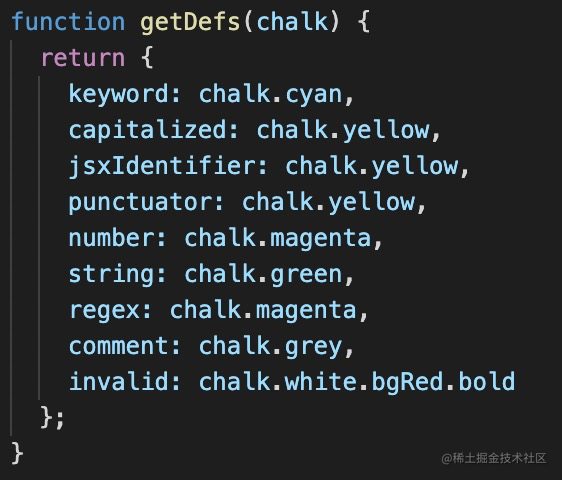 function getDefs(chalk) {
  return {
    keyword: chalk.cyan,
    capitalized: chalk.yellow,
    jsxIdentifier: chalk.yellow,
    punctuator: chalk.yellow,
    number: chalk.magenta,
    string: chalk.green,
    regex: chalk.magenta,
    comment: chalk.grey,
    invalid: chalk.white.bgRed.bold
  };
}
@稀土掘金技术社区